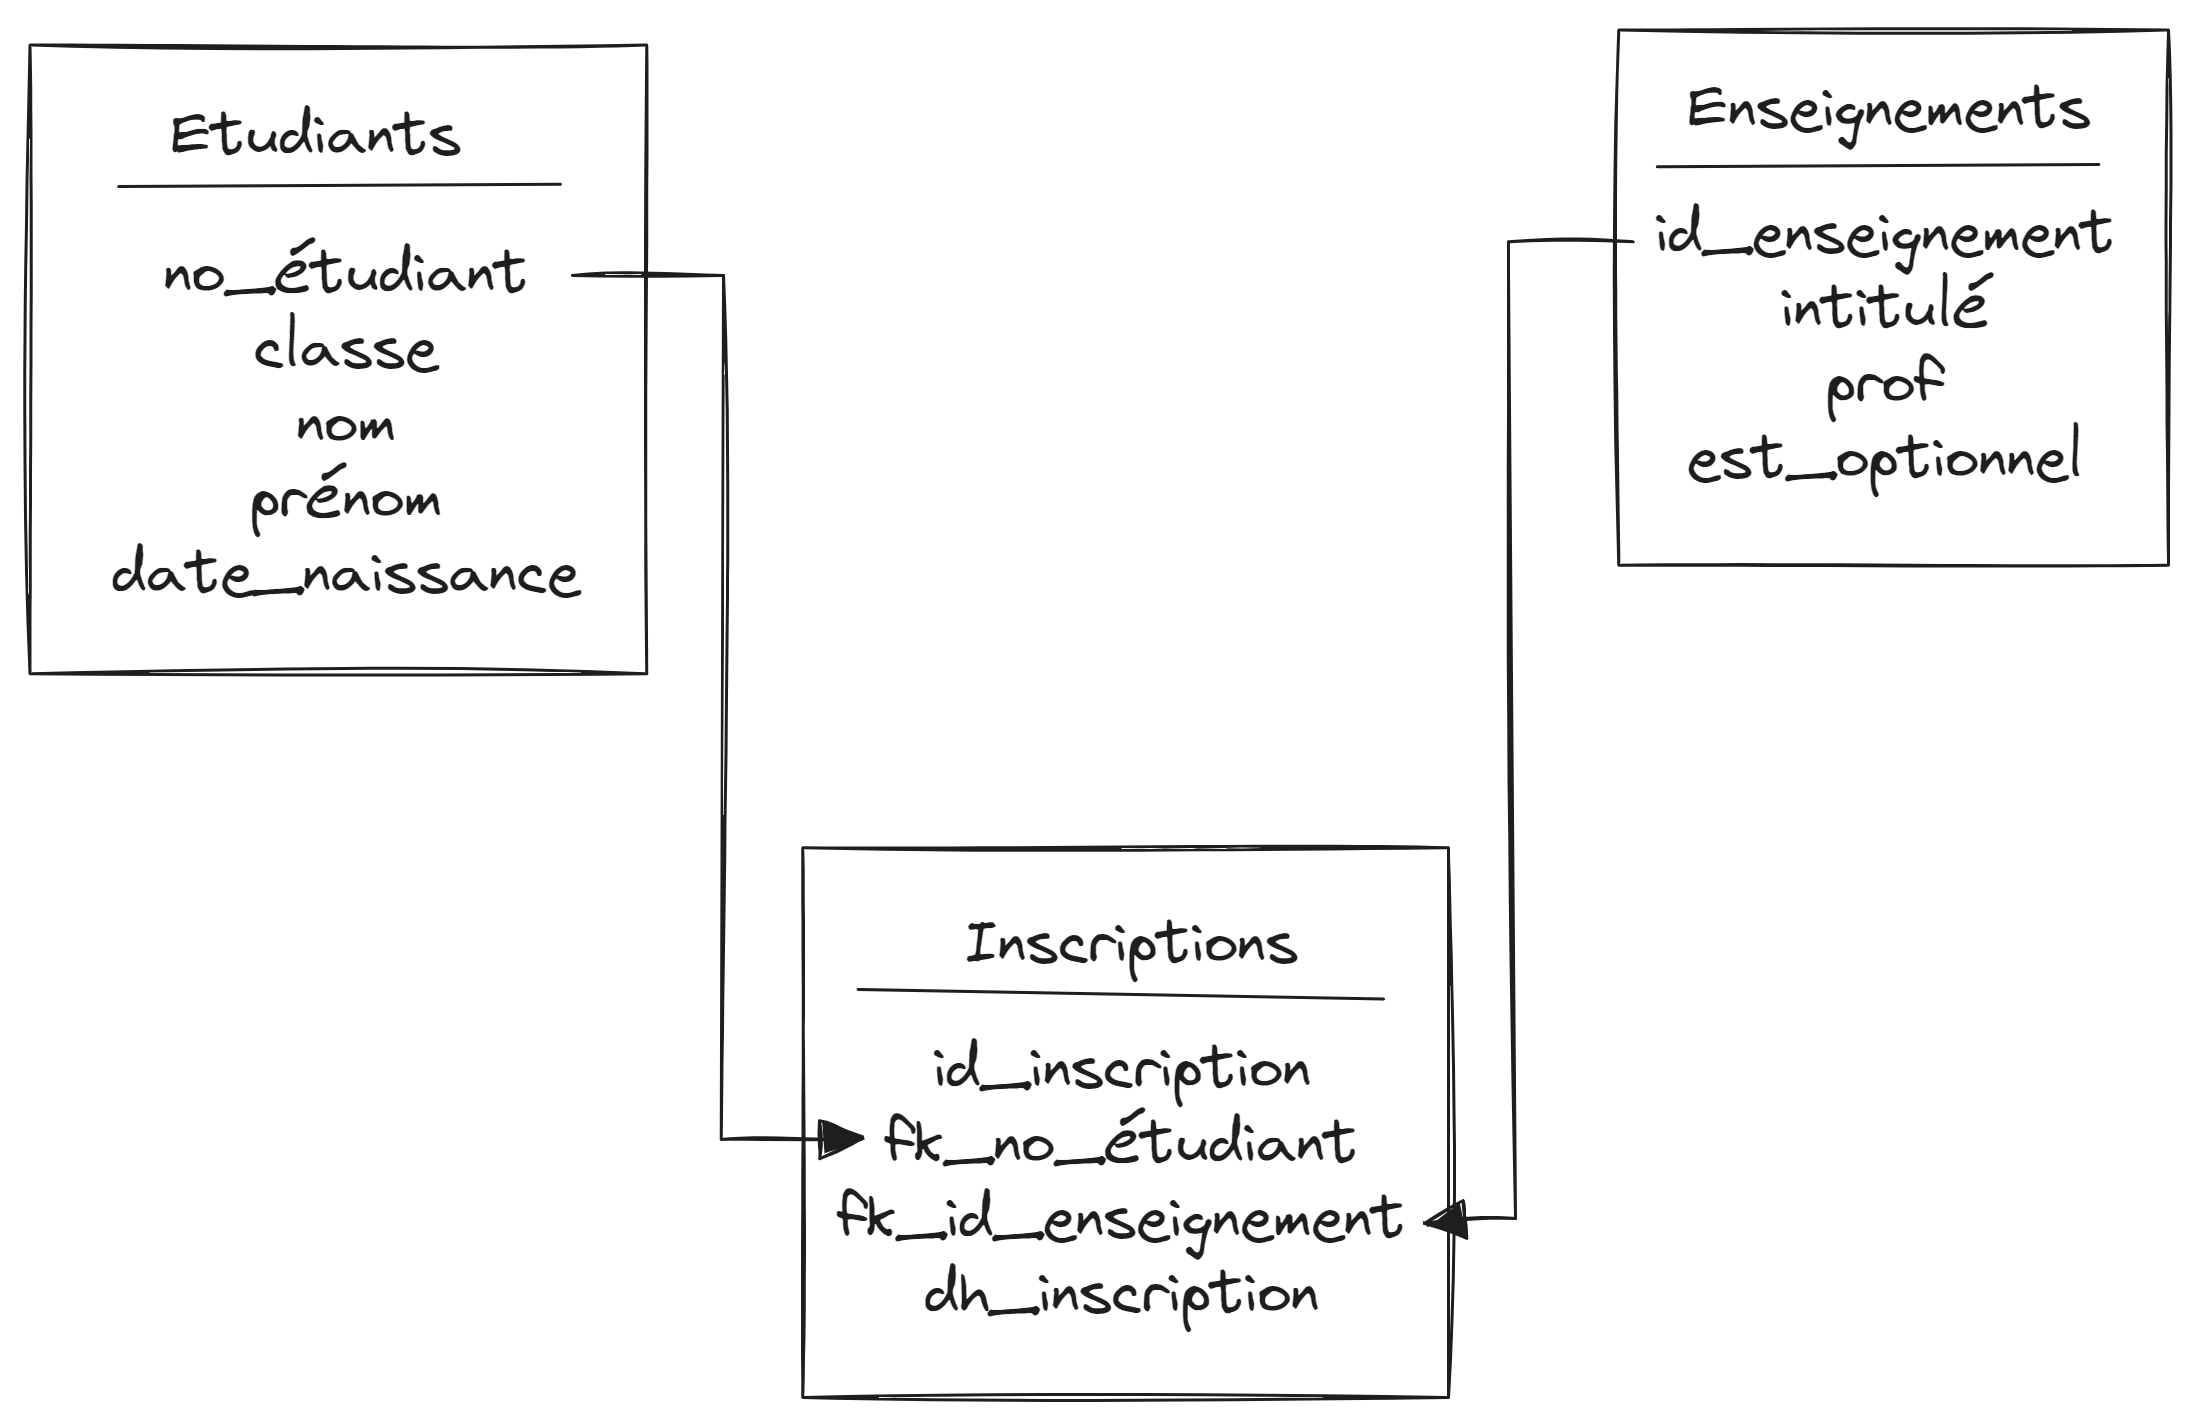 Etudiants
no_étudiant
classe
nom
prénom
date_naissance
Enseignements
id_enseignement
intitulé
prof
est_optionnel
Inscriptions
id_inscription
fk_no_étudiant
fk_id_enseignement
dh_inscription